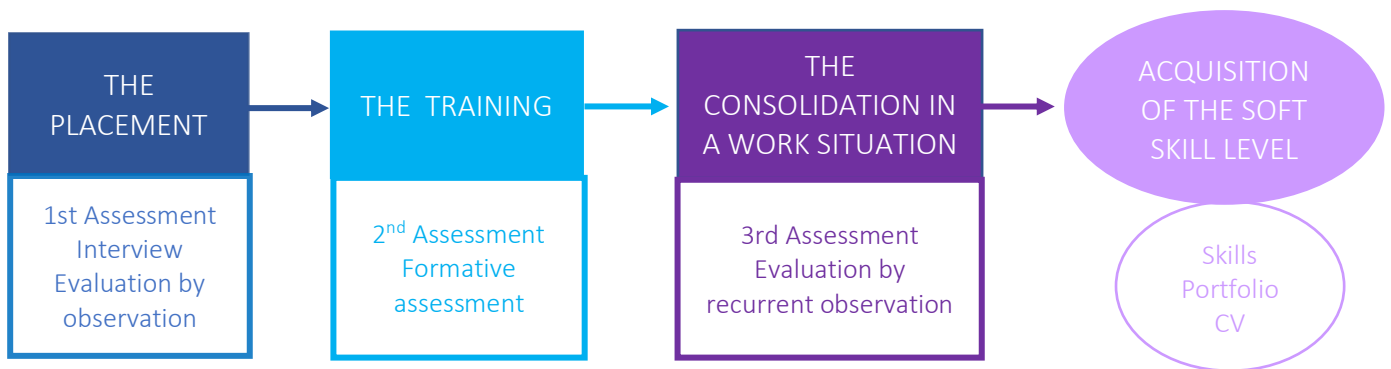 THE
PLACEMENT
1st Assessment
Interview
Evaluation by
observation
THE TRAINING
2nd Assessment
Formative
assessment
THE
CONSOLIDATION IN
A WORK SITUATION
3rd Assessment
Evaluation by
recurrent observation
ACQUISITION
OF THE SOFT
SKILL LEVEL
Skills
Portfolio
CV